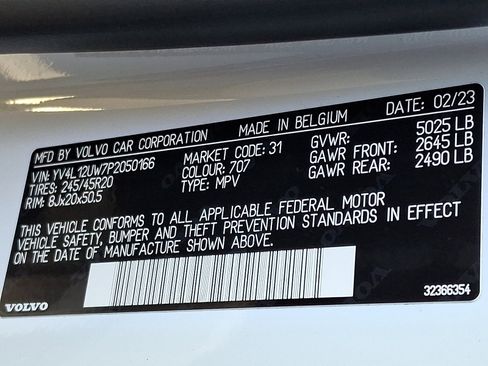 MFD BY VOLVO CAR CORPORATION MADE IN BELGIUM DATE: 02/23
VIN: YV4L12UW7P2050166 MARKET CODE: 31 GVWR: 5025 LB
TIRES: 245/45R20 COLOUR: 707 GAWR FRONT: 2645 LB
RIM: 8Jx20x50.5 TYPE: MPV GAWR REAR: 2490 LB
THIS VEHICLE CONFORMS TO ALL APPLICABLE FEDERAL MOTOR
VEHICLE SAFETY, BUMPER AND THEFT PREVENTION STANDARDS IN EFFECT
ON THE DATE OF MANUFACTURE SHOWN ABOVE.
VOLVO 32366354